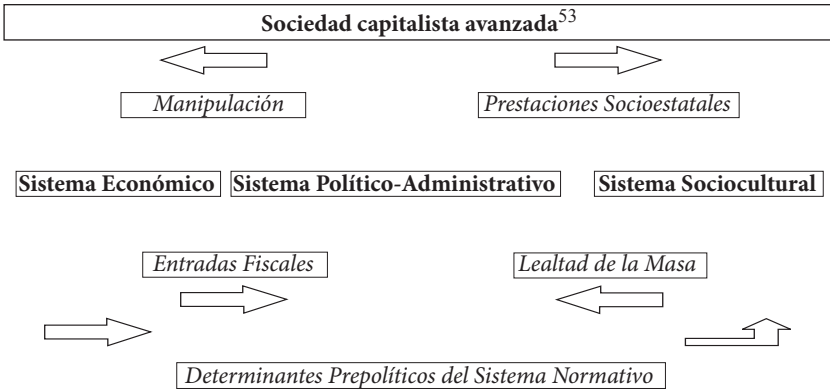 Sociedad capitalista avanzada53
Manipulación Prestaciones Socioestatales
Sistema Económico Sistema Político-Administrativo Sistema Sociocultural
Entradas Fiscales Lealtad de la Masa
Determinantes Prepolíticos del Sistema Normativo